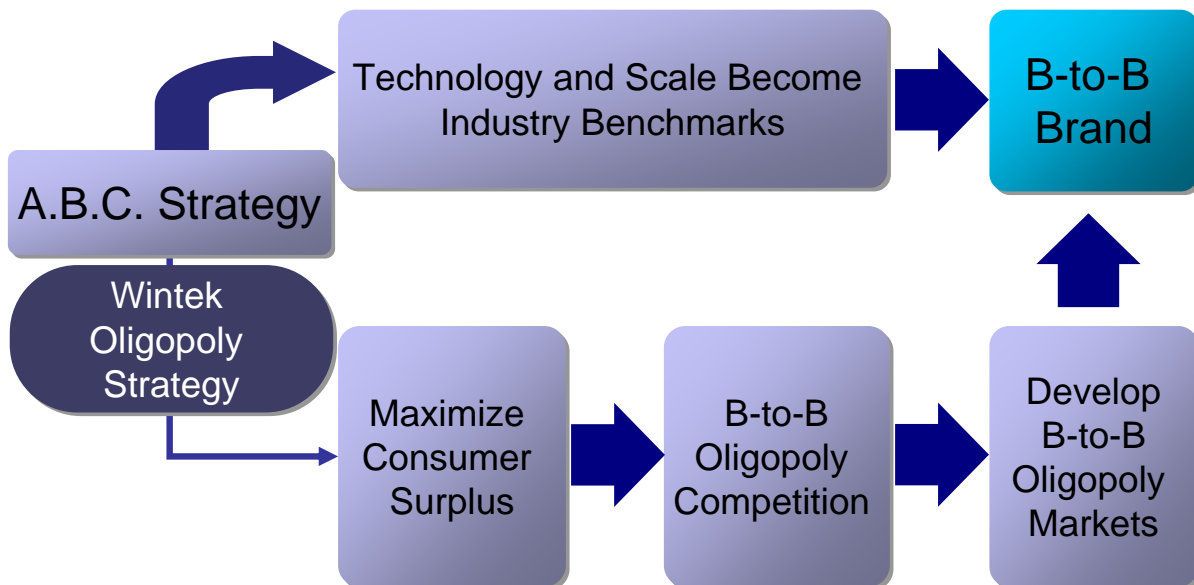 Technology and Scale Become
Industry Benchmarks
B-to-B
Brand
A.B.C. Strategy
Wintek
Oligopoly
Strategy
Maximize
Consumer
Surplus
B-to-B
Oligopoly
Competition
Develop
B-to-B
Oligopoly
Markets